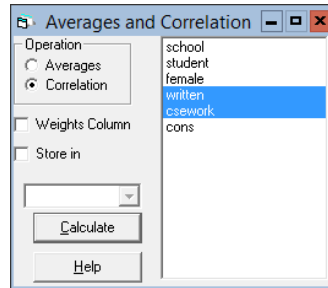 Averages and Correlation
Operation
Averages
Correlation
Weights Column
Store in
Calculate
Help
school
student
female
written
csework
cons